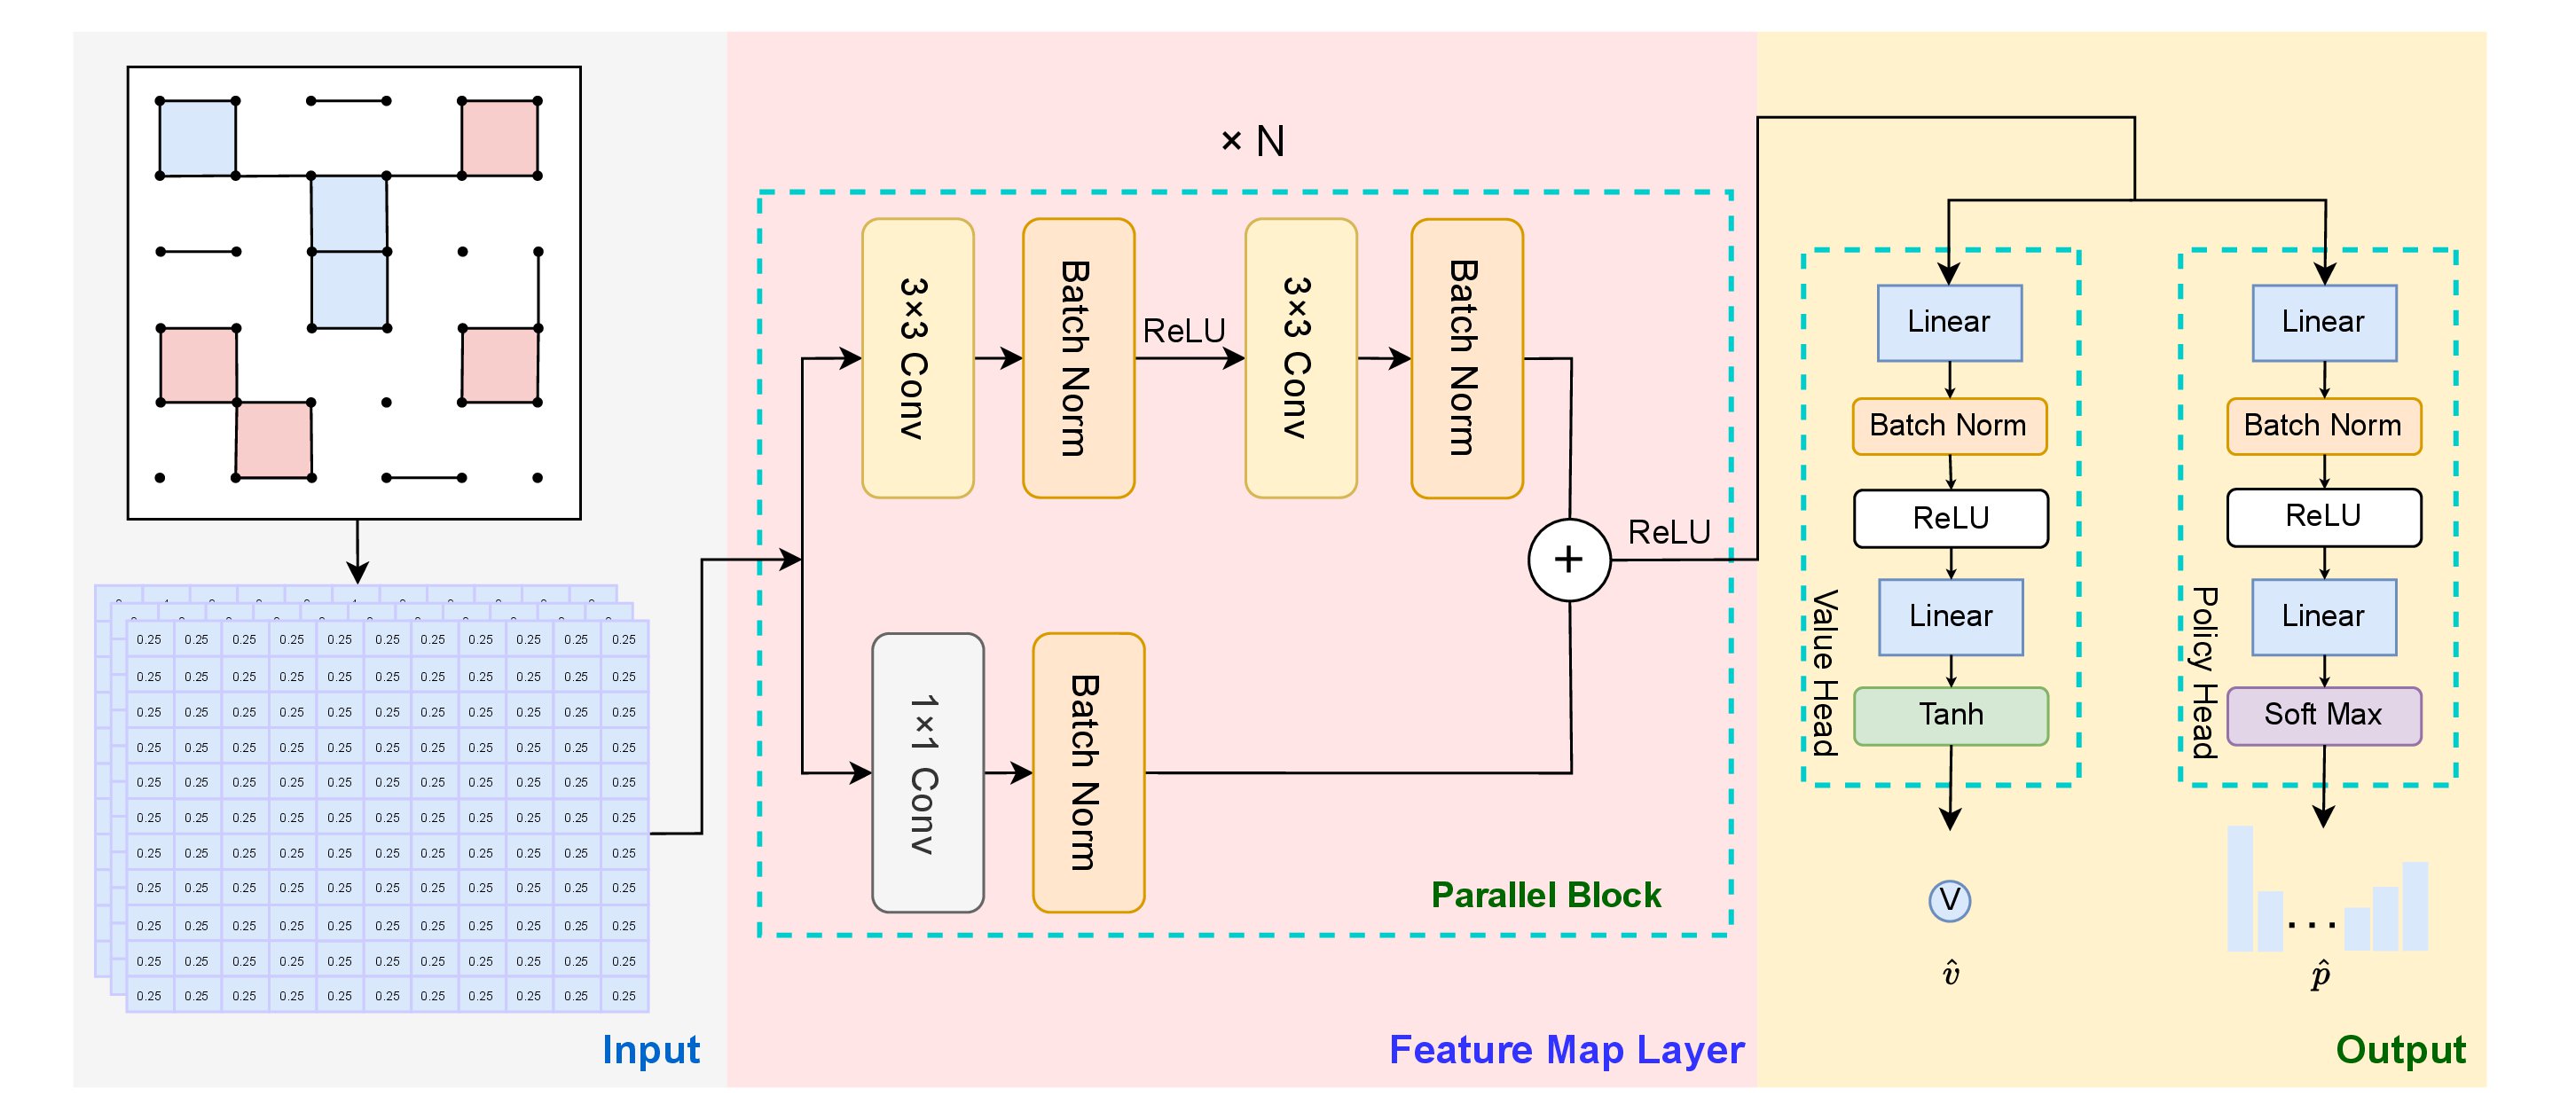 × N
3×3 Conv
Batch Norm
ReLU
3×3 Conv
Batch Norm
ReLU
1×1 Conv
Batch Norm
Parallel Block
0.25 0.25 0.25 0.25 0.25 0.25 0.25 0.25 0.25 0.25 0.25
0.25 0.25 0.25 0.25 0.25 0.25 0.25 0.25 0.25 0.25 0.25
0.25 0.25 0.25 0.25 0.25 0.25 0.25 0.25 0.25 0.25 0.25
0.25 0.25 0.25 0.25 0.25 0.25 0.25 0.25 0.25 0.25 0.25
0.25 0.25 0.25 0.25 0.25 0.25 0.25 0.25 0.25 0.25 0.25
0.25 0.25 0.25 0.25 0.25 0.25 0.25 0.25 0.25 0.25 0.25
0.25 0.25 0.25 0.25 0.25 0.25 0.25 0.25 0.25 0.25 0.25
0.25 0.25 0.25 0.25 0.25 0.25 0.25 0.25 0.25 0.25 0.25
0.25 0.25 0.25 0.25 0.25 0.25 0.25 0.25 0.25 0.25 0.25
0.25 0.25 0.25 0.25 0.25 0.25 0.25 0.25 0.25 0.25 0.25
0.25 0.25 0.25 0.25 0.25 0.25 0.25 0.25 0.25 0.25 0.25
+
Linear
Batch Norm
ReLU
Linear
Tanh
Value Head
V
v̂
Linear
Batch Norm
ReLU
Linear
Soft Max
Policy Head
...
p̂
Input
Feature Map Layer
Output